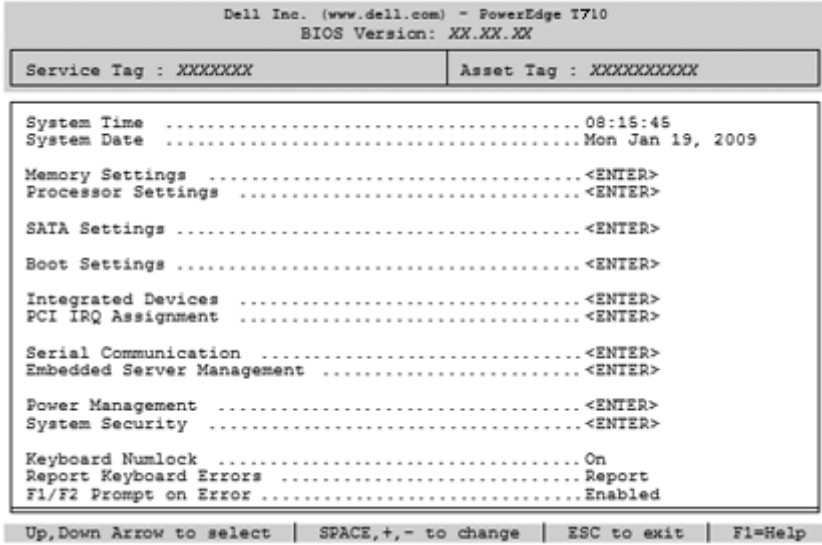 Dell Inc. (www.dell.com) - PowerEdge T710
BIOS Version: XX.XX.XX
Service Tag : XXXXXXX | Asset Tag : XXXXXXXXXX
System Time ........................................08:15:45
System Date ........................................Mon Jan 19, 2009
Memory Settings ....................................<ENTER>
Processor Settings .................................<ENTER>
SATA Settings .......................................<ENTER>
Boot Settings .......................................<ENTER>
Integrated Devices .................................<ENTER>
PCI IRQ Assignment .................................<ENTER>
Serial Communication ...............................<ENTER>
Embedded Server Management .........................<ENTER>
Power Management ...................................<ENTER>
System Security ....................................<ENTER>
Keyboard Numlock ...................................On
Report Keyboard Errors .............................Report
F1/F2 Prompt on Error ...............................Enabled
Up,Down Arrow to select | SPACE,+,- to change | ESC to exit | F1=Help